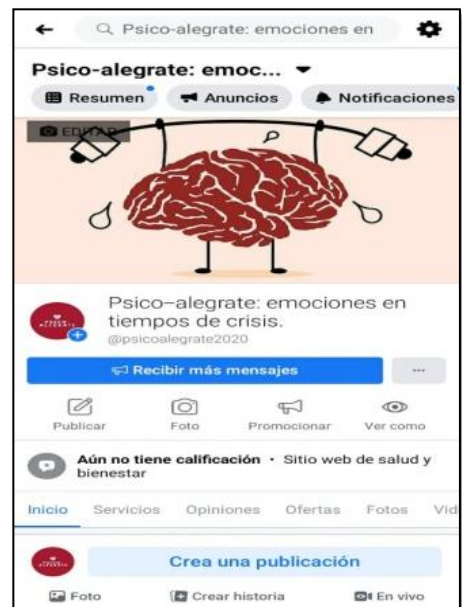 Psico-alegrate: emociones en
Psico-alegrate: emoc...
Resumen Anuncios Notificaciones
EDITAR
Psico-alegrate: emociones en
tiempos de crisis.
@psicoalegrate2020
Recibir más mensajes ...
Publicar Foto Promocionar Ver como
Aún no tiene calificación · Sitio web de salud y
bienestar
Inicio Servicios Opiniones Ofertas Fotos Vid
Crea una publicación
Foto Crear historia En vivo